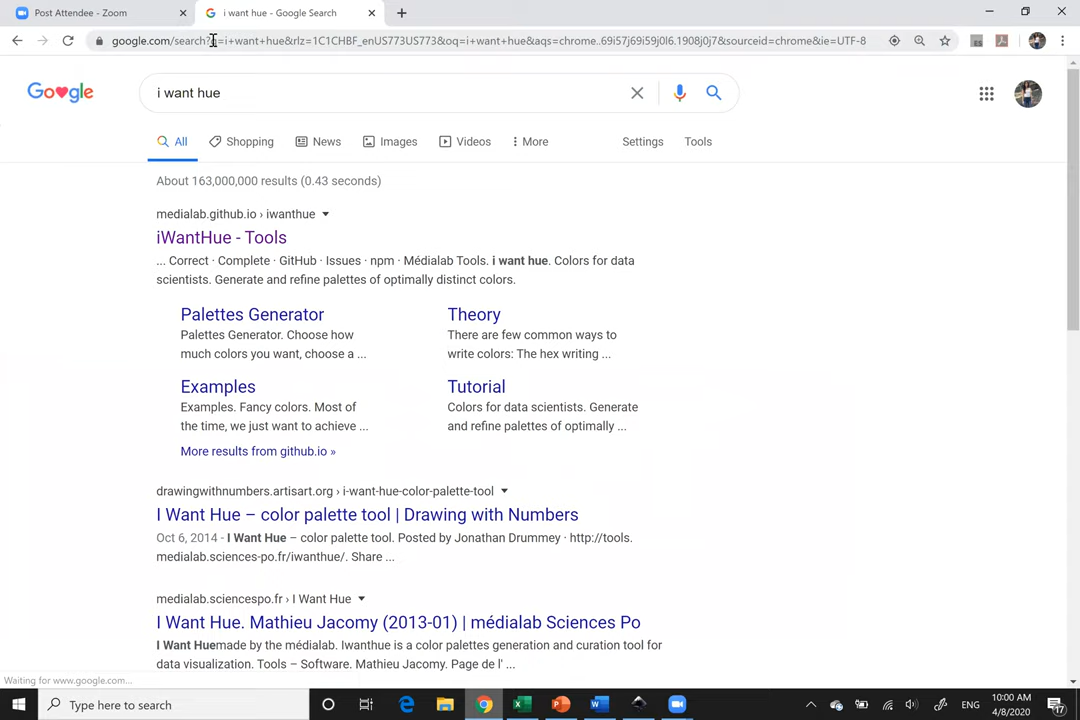 Post Attendee - Zoom
i want hue - Google Search
google.com/search?q=i+want+hue&rlz=1C1CHBF_enUS773US773&oq=i+want+hue&aqs=chrome..69i57j69i59j0l6.1908j0j7&sourceid=chrome&ie=UTF-8
i want hue
All Shopping News Images Videos More Settings Tools
About 163,000,000 results (0.43 seconds)
medialab.github.io › iwanthue
iWantHue - Tools
... Correct · Complete · GitHub · Issues · npm · Médialab Tools. i want hue. Colors for data
scientists. Generate and refine palettes of optimally distinct colors.
Palettes Generator
Palettes Generator. Choose how
much colors you want, choose a ...
Theory
There are few common ways to
write colors: The hex writing ...
Examples
Examples. Fancy colors. Most of
the time, we just want to achieve ...
Tutorial
Colors for data scientists. Generate
and refine palettes of optimally ...
More results from github.io »
drawingwithnumbers.artisart.org › i-want-hue-color-palette-tool
I Want Hue – color palette tool | Drawing with Numbers
Oct 6, 2014 - I Want Hue – color palette tool. Posted by Jonathan Drummey · http://tools.
medialab.sciences-po.fr/iwanthue/. Share ...
medialab.sciencespo.fr › I Want Hue
I Want Hue. Mathieu Jacomy (2013-01) | médialab Sciences Po
I Want Huemade by the médialab. Iwanthue is a color palettes generation and curation tool for
data visualization. Tools – Software. Mathieu Jacomy. Page de l' ...
Waiting for www.google.com...
Type here to search
ENG
10:00 AM
4/8/2020
17